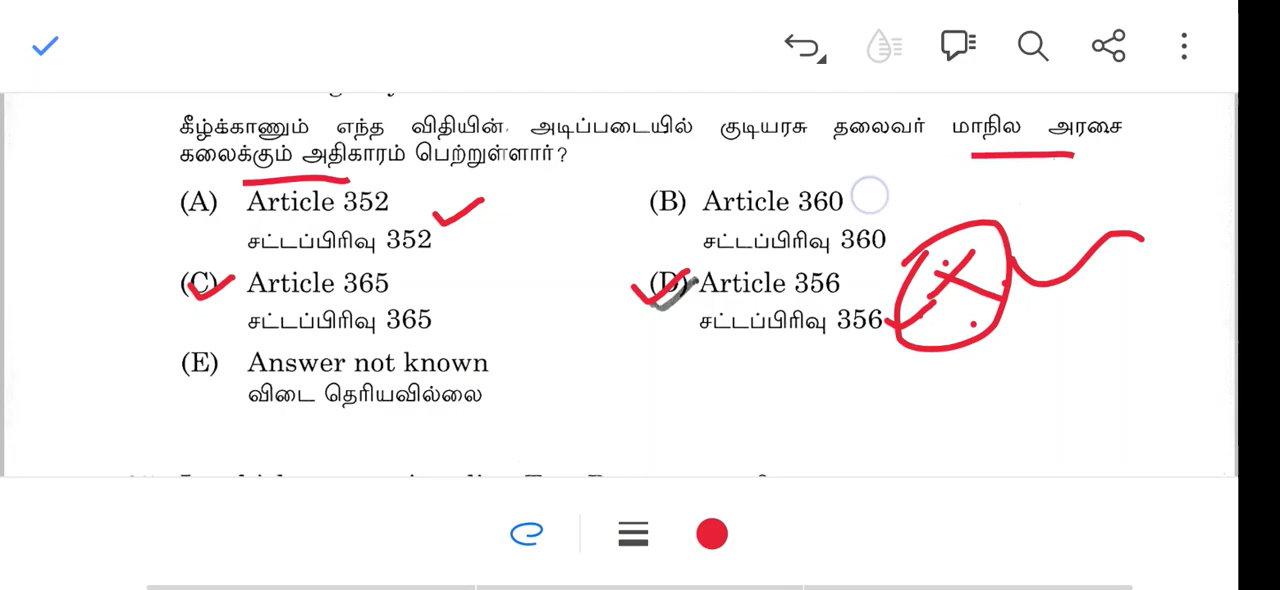 கீழ்க்காணும் எந்த விதியின் அடிப்படையில் குடியரசு தலைவர் மாநில அரசை
கலைக்கும் அதிகாரம் பெற்றுள்ளார்?
(A) Article 352 (B) Article 360
சட்டப்பிரிவு 352 சட்டப்பிரிவு 360
(C) Article 365 (D) Article 356
சட்டப்பிரிவு 365 சட்டப்பிரிவு 356
(E) Answer not known
விடை தெரியவில்லை